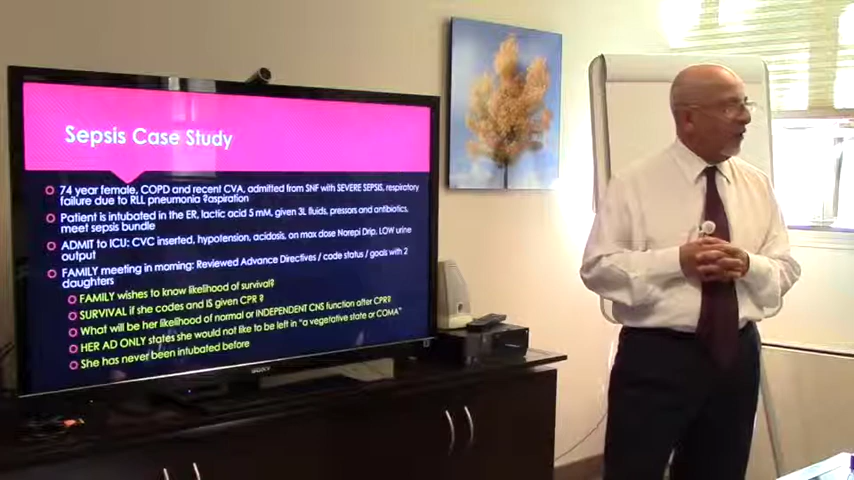 Sepsis Case Study
74 year female, COPD and recent CVA, admitted from SNF with SEVERE SEPSIS, respiratory
failure due to RLL pneumonia ?aspiration
Patient is intubated in the ER, lactic acid 5 mM, given 3L fluids, pressors and antibiotics,
meet sepsis bundle
ADMIT to ICU: CVC inserted, hypotension, acidosis, on max dose Norepi Drip. LOW urine
output
FAMILY meeting in morning: Reviewed Advance Directives / code status / goals with 2
daughters
FAMILY wishes to know likelihood of survival?
SURVIVAL if she codes and IS given CPR ?
What will be her likelihood of normal or INDEPENDENT CNS function after CPR?
HER AD ONLY states she would not like to be left in "a vegetative state or COMA"
She has never been intubated before
SONY